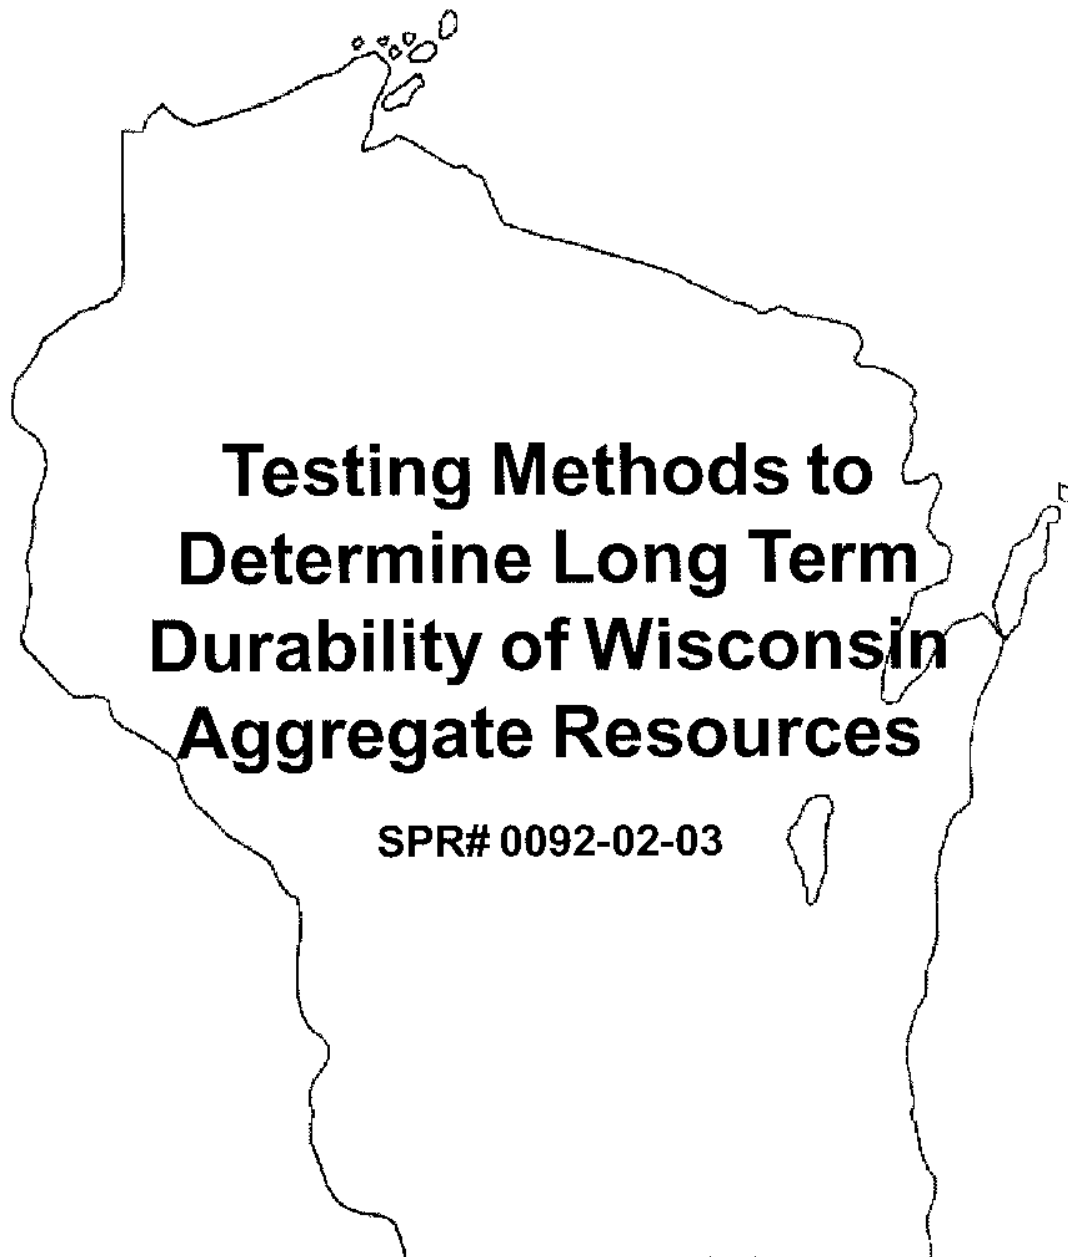 Testing Methods to
Determine Long Term
Durability of Wisconsin
Aggregate Resources
SPR# 0092-02-03